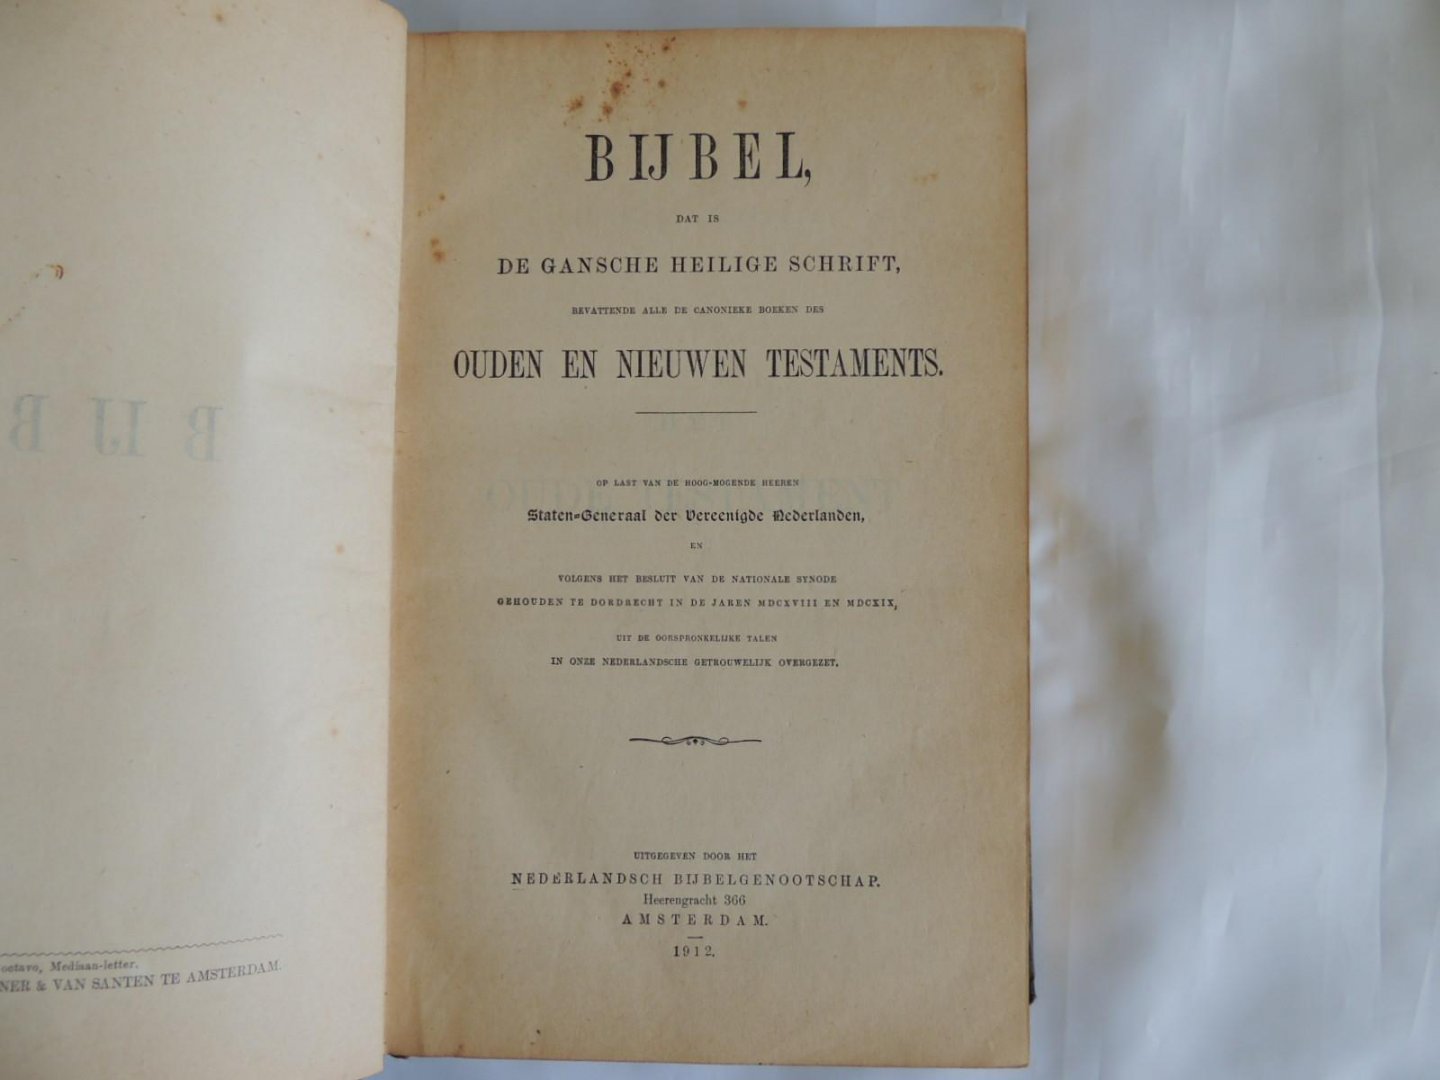 octavo, Mediaan-letter.
NER & VAN SANTEN TE AMSTERDAM.
BIJBEL,
DAT IS
DE GANSCHE HEILIGE SCHRIFT,
BEVATTENDE ALLE DE CANONIEKE BOEKEN DES
OUDEN EN NIEUWEN TESTAMENTS.
OP LAST VAN DE HOOG-MOGENDE HEEREN
Staten-Generaal der Vereenigde Nederlanden,
EN
VOLGENS HET BESLUIT VAN DE NATIONALE SYNODE
GEHOUDEN TE DORDRECHT IN DE JAREN MDCXVIII EN MDCXIX,
UIT DE OORSPRONKELIJKE TALEN
IN ONZE NEDERLANDSCHE GETROUWELIJK OVERGEZET.
UITGEGEVEN DOOR HET
NEDERLANDSCH BIJBELGENOOTSCHAP.
Heerengracht 366
AMSTERDAM.
1912.